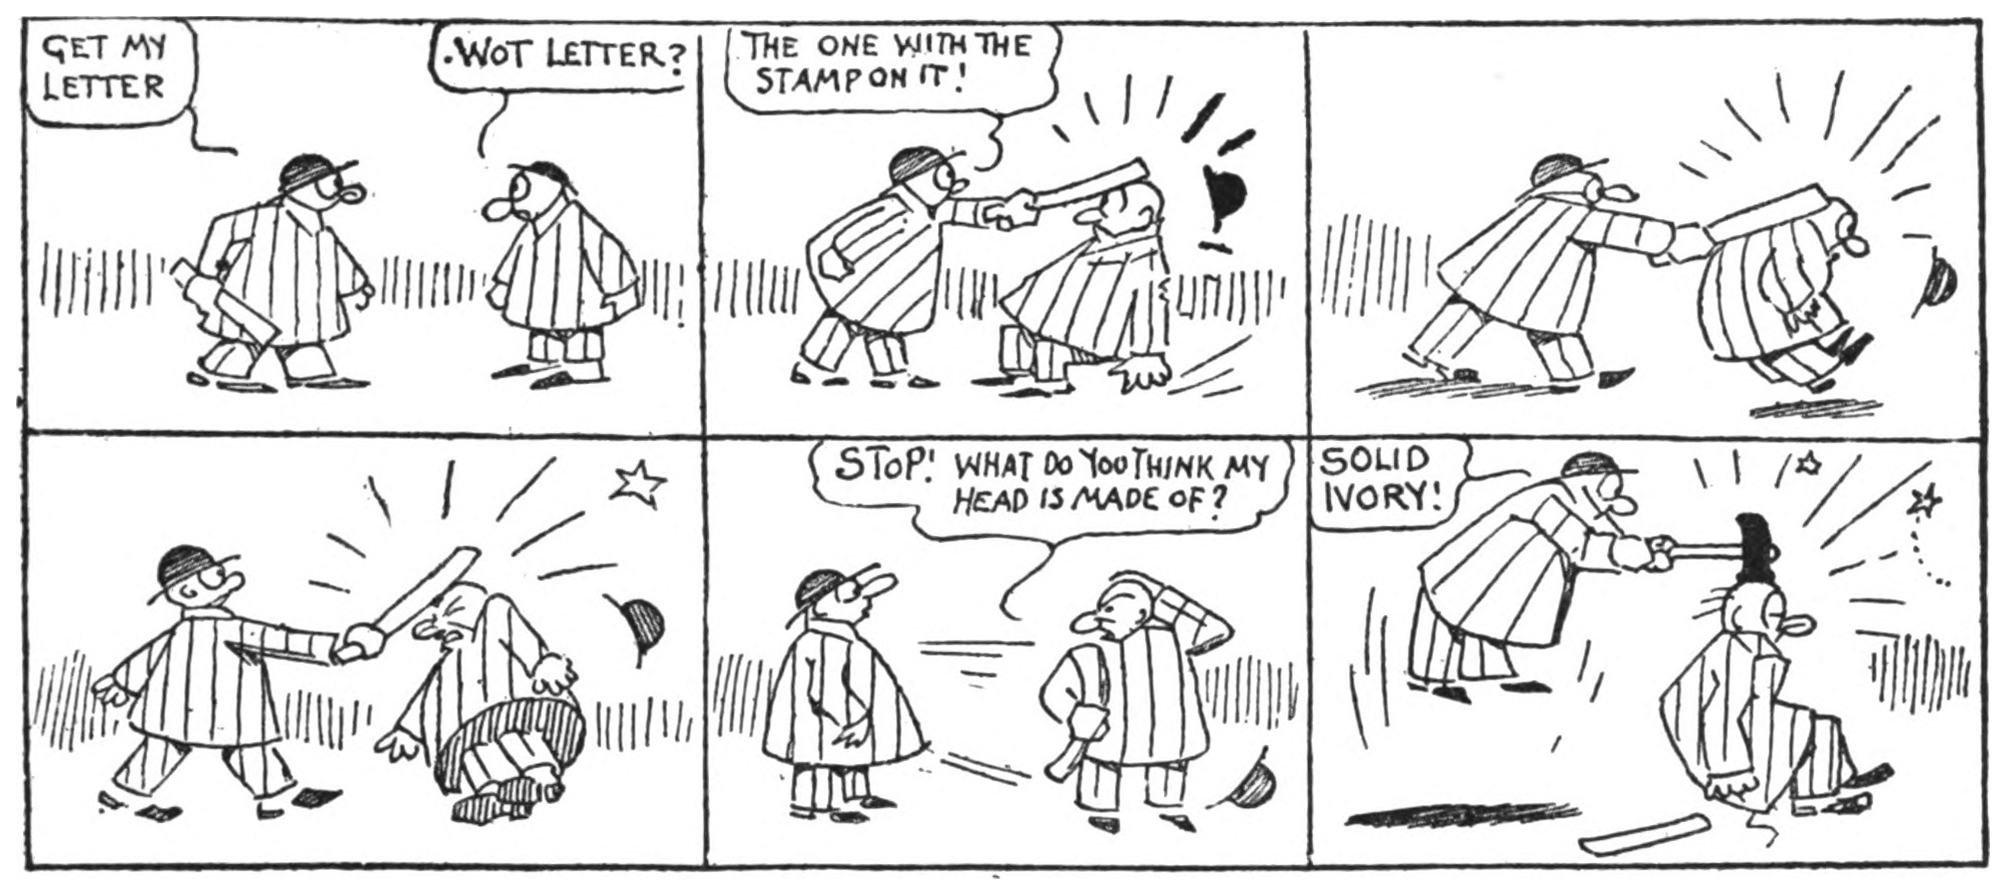 GET MY
LETTER
WOT LETTER?
THE ONE WITH THE
STAMP ON IT!
STOP! WHAT DO YOU THINK MY
HEAD IS MADE OF?
SOLID
IVORY!